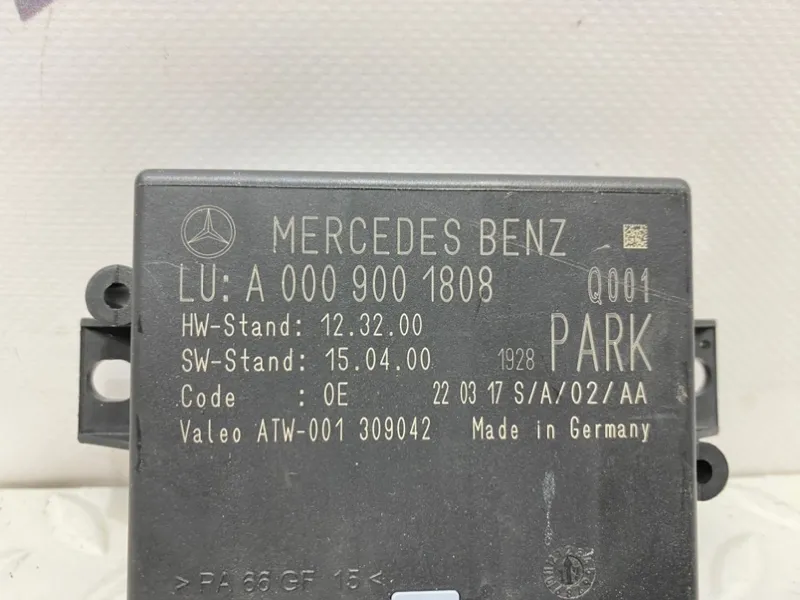 MERCEDES BENZ
LU: A 000 900 1808 Q001
HW-Stand: 12.32.00
SW-Stand: 15.04.00 1928 PARK
Code : 0E 22 03 17 S/A/02/AA
Valeo ATW-001 309042 Made in Germany
>PA 66 GF 15<